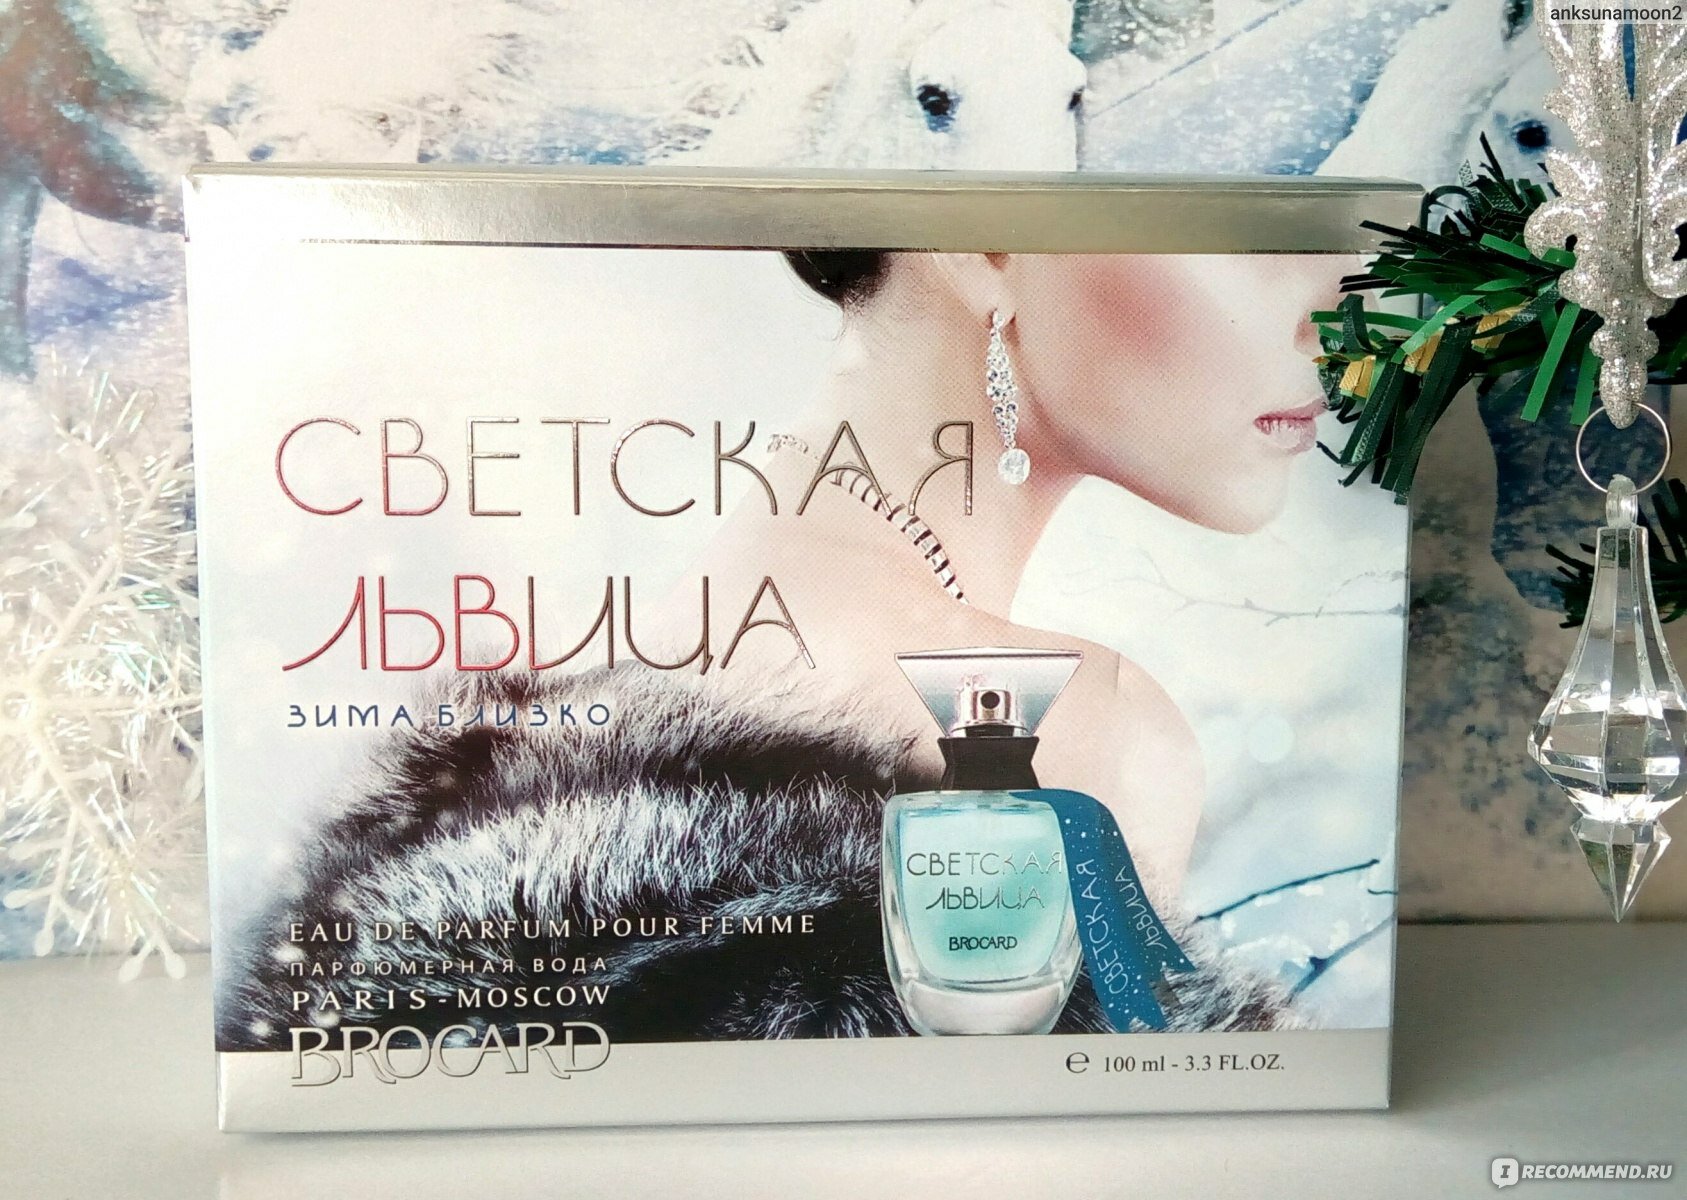 anksunamoon2
СВЕТСКАЯ
ЛЬВИЦА
ЗИМА БЛИЗКО
EAU DE PARFUM POUR FEMME
ПАРФЮМЕРНАЯ ВОДА
PARIS-MOSCOW
BROCARD
СВЕТСКАЯ
ЛЬВИЦА
BROCARD
СВЕТСКАЯ
ЛЬВИЦА
℮ 100 ml - 3.3 FL.OZ.
IRECOMMEND.RU